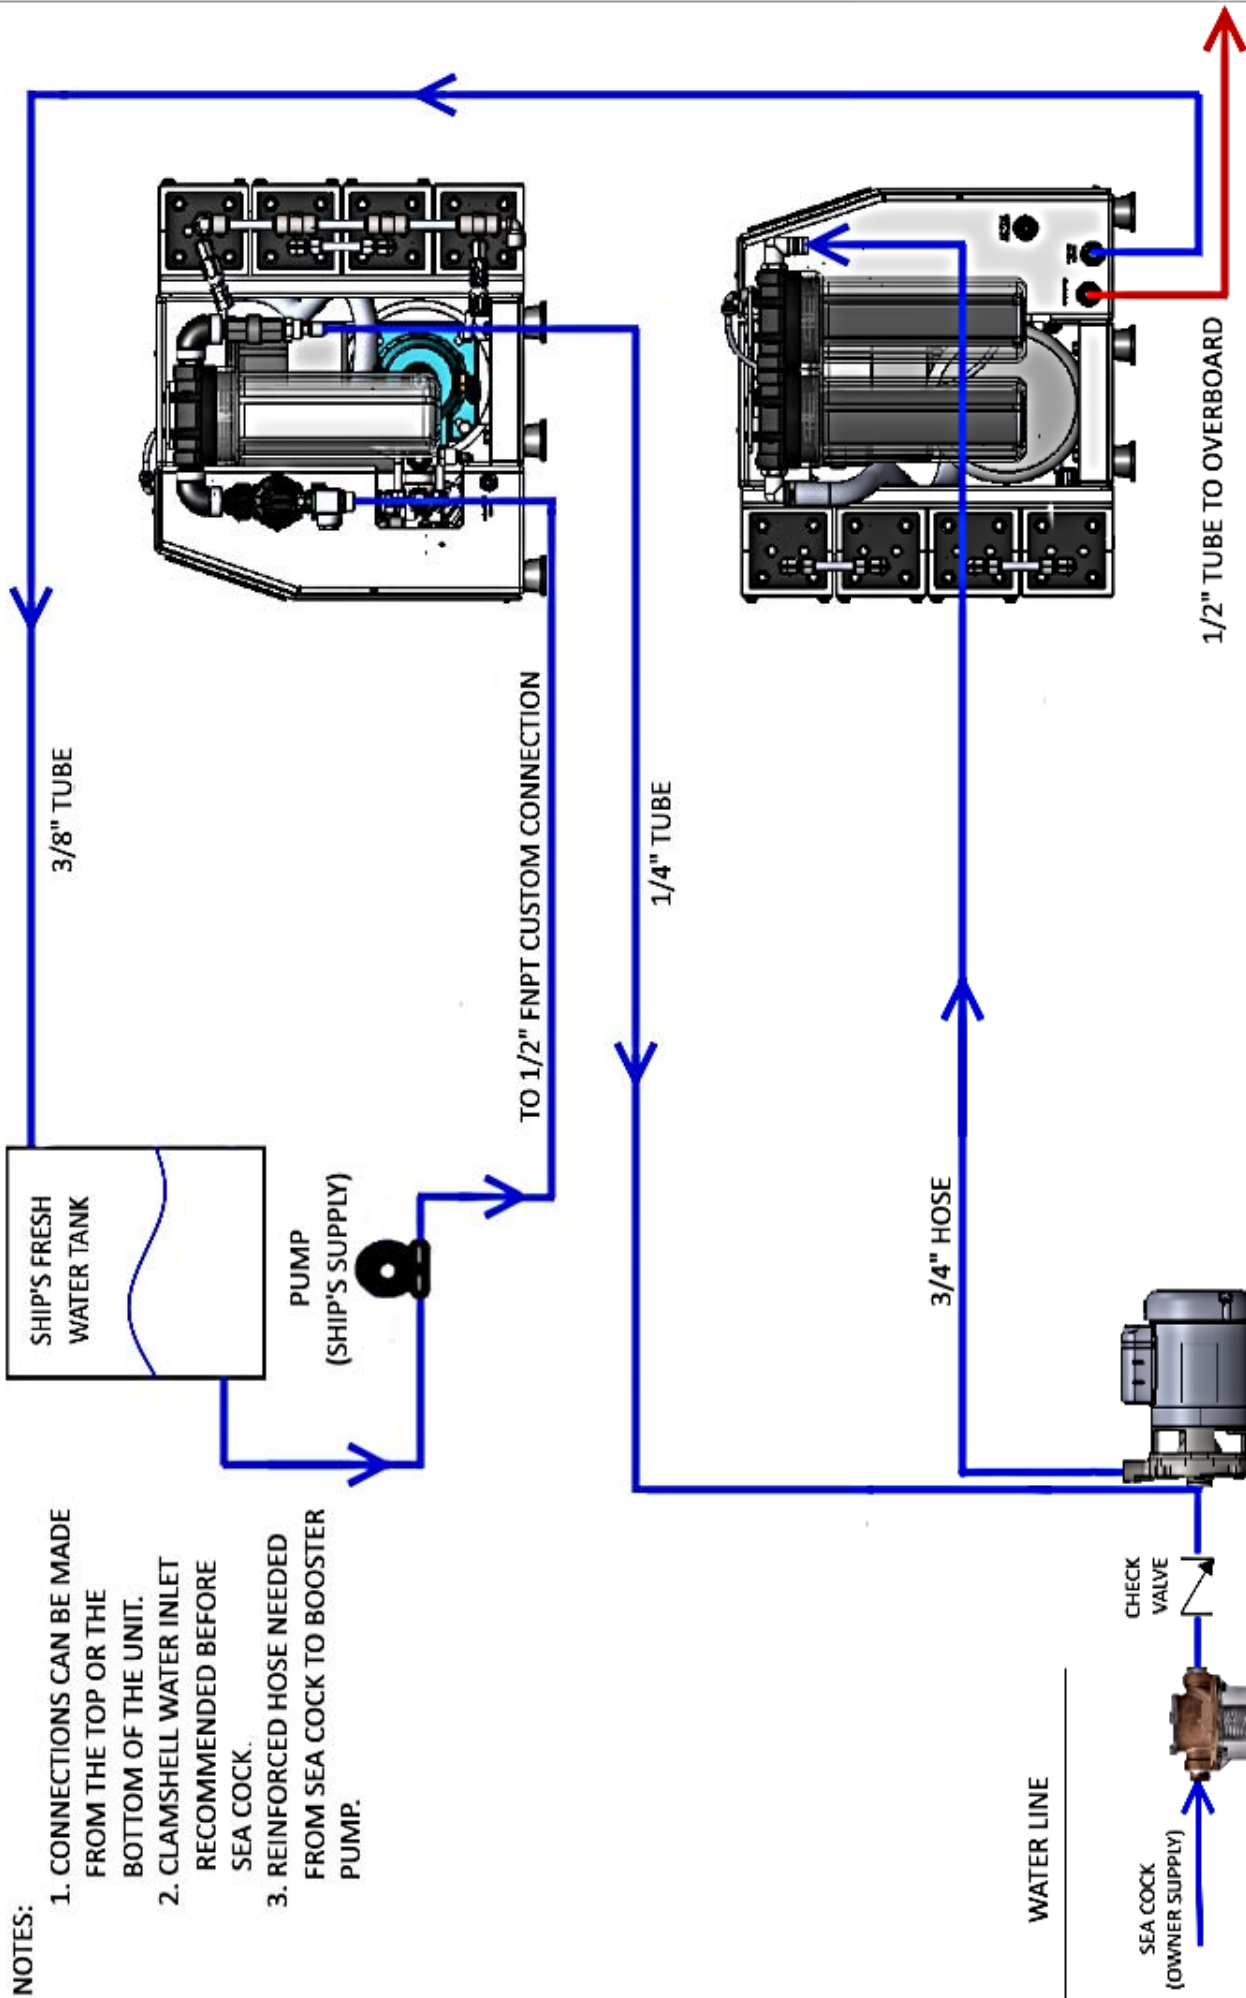 NOTES:
1. CONNECTIONS CAN BE MADE
FROM THE TOP OR THE
BOTTOM OF THE UNIT.
2. CLAMSHELL WATER INLET
RECOMMENDED BEFORE
SEA COCK.
3. REINFORCED HOSE NEEDED
FROM SEA COCK TO BOOSTER
PUMP.
SHIP'S FRESH
WATER TANK
3/8" TUBE
PUMP
(SHIP'S SUPPLY)
TO 1/2" FNPT CUSTOM CONNECTION
1/4" TUBE
3/4" HOSE
WATER LINE
SEA COCK
(OWNER SUPPLY)
CHECK
VALVE
1/2" TUBE TO OVERBOARD